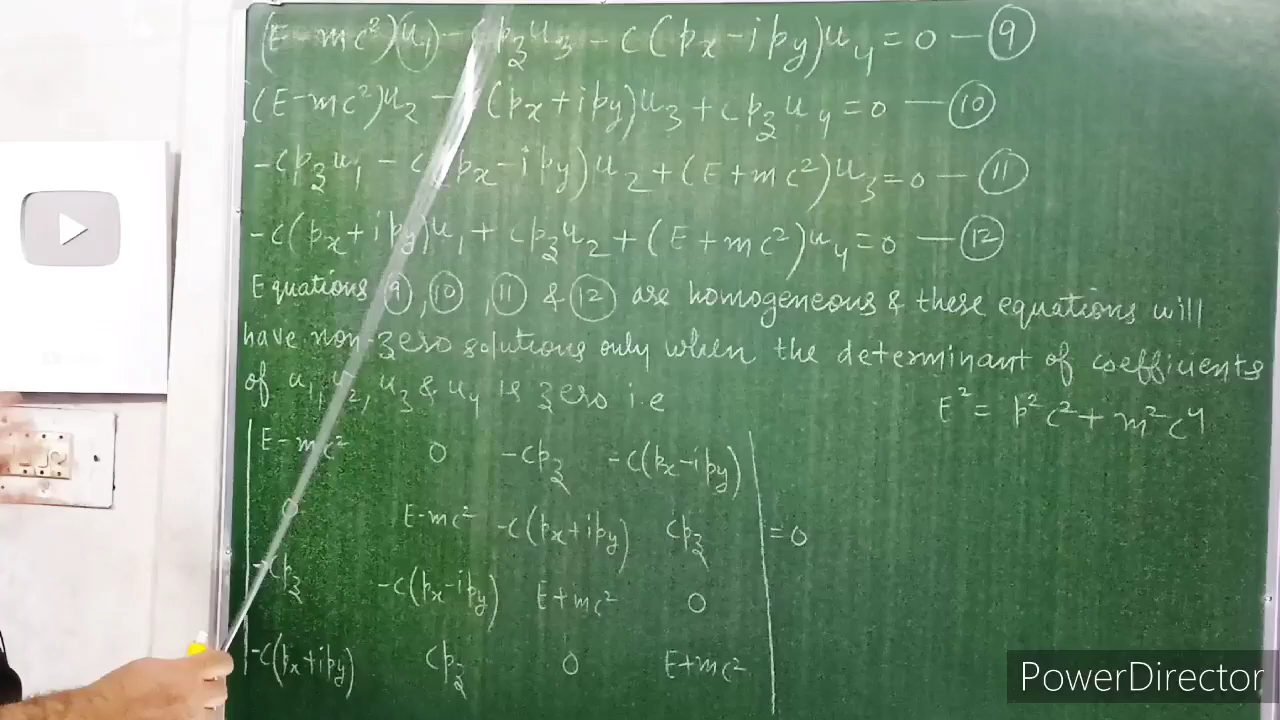 (E-mc²)(u₁) - cp_z u₃ - c(p_x - ip_y)u₄ = 0 — ⑨
(E-mc²)u₂ - (p_x + ip_y)u₃ + cp_z u₄ = 0 — ⑩
-cp_z u₁ - c(p_x - ip_y)u₂ + (E+mc²)u₃ = 0 — ⑪
-c(p_x + ip_y)u₁ + cp_z u₂ + (E+mc²)u₄ = 0 — ⑫
Equations ⑨, ⑩, ⑪ & ⑫ are homogeneous & these equations will
have non-zero solutions only when the determinant of coefficients
of u₁, u₂, u₃ & u₄ is zero i.e
E² = p²c² + m²c⁴
| E-mc² 0 -cp_z -c(p_x-ip_y) |
| 0 E-mc² -c(p_x+ip_y) cp_z | = 0
| -cp_z -c(p_x-ip_y) E+mc² 0 |
| -c(p_x+ip_y) cp_z 0 E+mc² |
PowerDirector